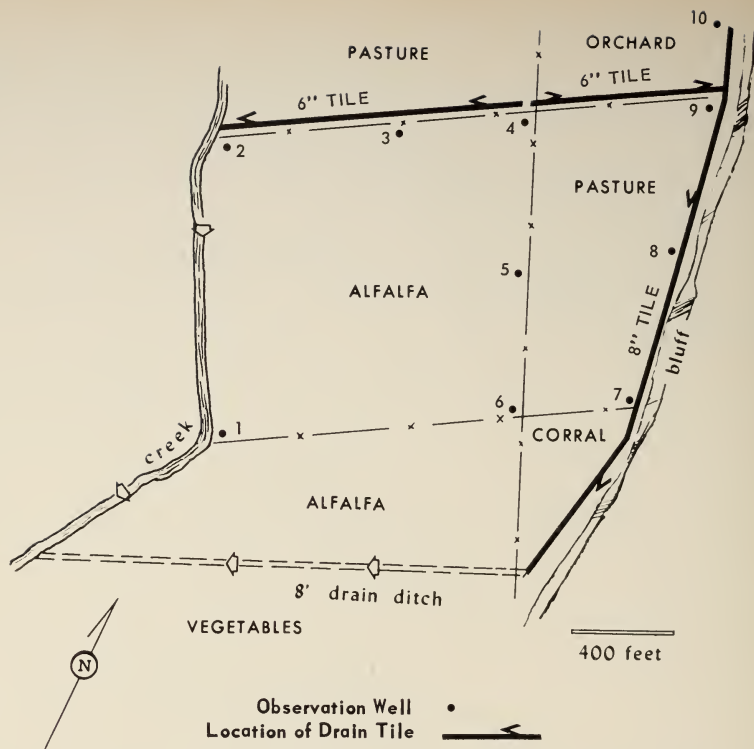 10
PASTURE
ORCHARD
6" TILE
6" TILE
2
3
4
9
PASTURE
5
8
ALFALFA
8" TILE
bluff
6
7
creek
1
CORRAL
ALFALFA
8' drain ditch
VEGETABLES
400 feet
N
Observation Well
Location of Drain Tile